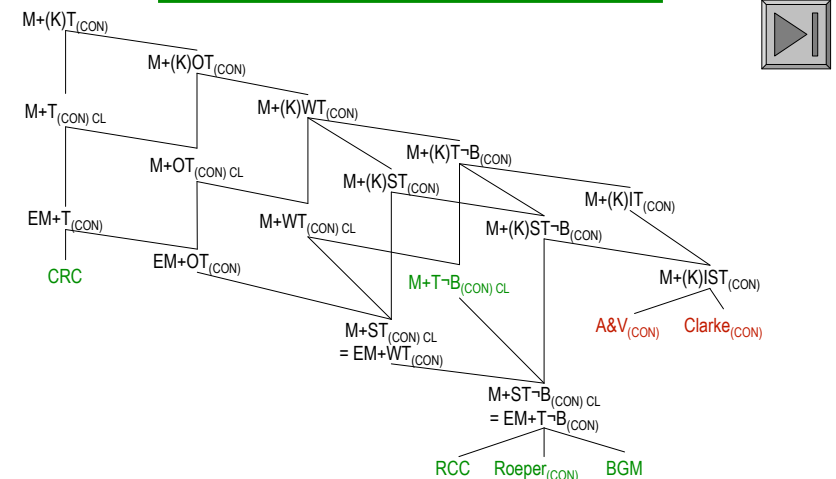 M+(K)T(CON)
M+(K)OT(CON)
M+(K)WT(CON)
M+T(CON) CL
M+(K)T¬B(CON)
M+OT(CON) CL
M+(K)ST(CON)
M+(K)IT(CON)
EM+T(CON)
M+WT(CON) CL
M+(K)ST¬B(CON)
EM+OT(CON)
CRC
M+T¬B(CON) CL
M+(K)IST(CON)
A&V(CON)
Clarke(CON)
M+ST(CON) CL
= EM+WT(CON)
M+ST¬B(CON) CL
= EM+T¬B(CON)
RCC
Roeper(CON)
BGM